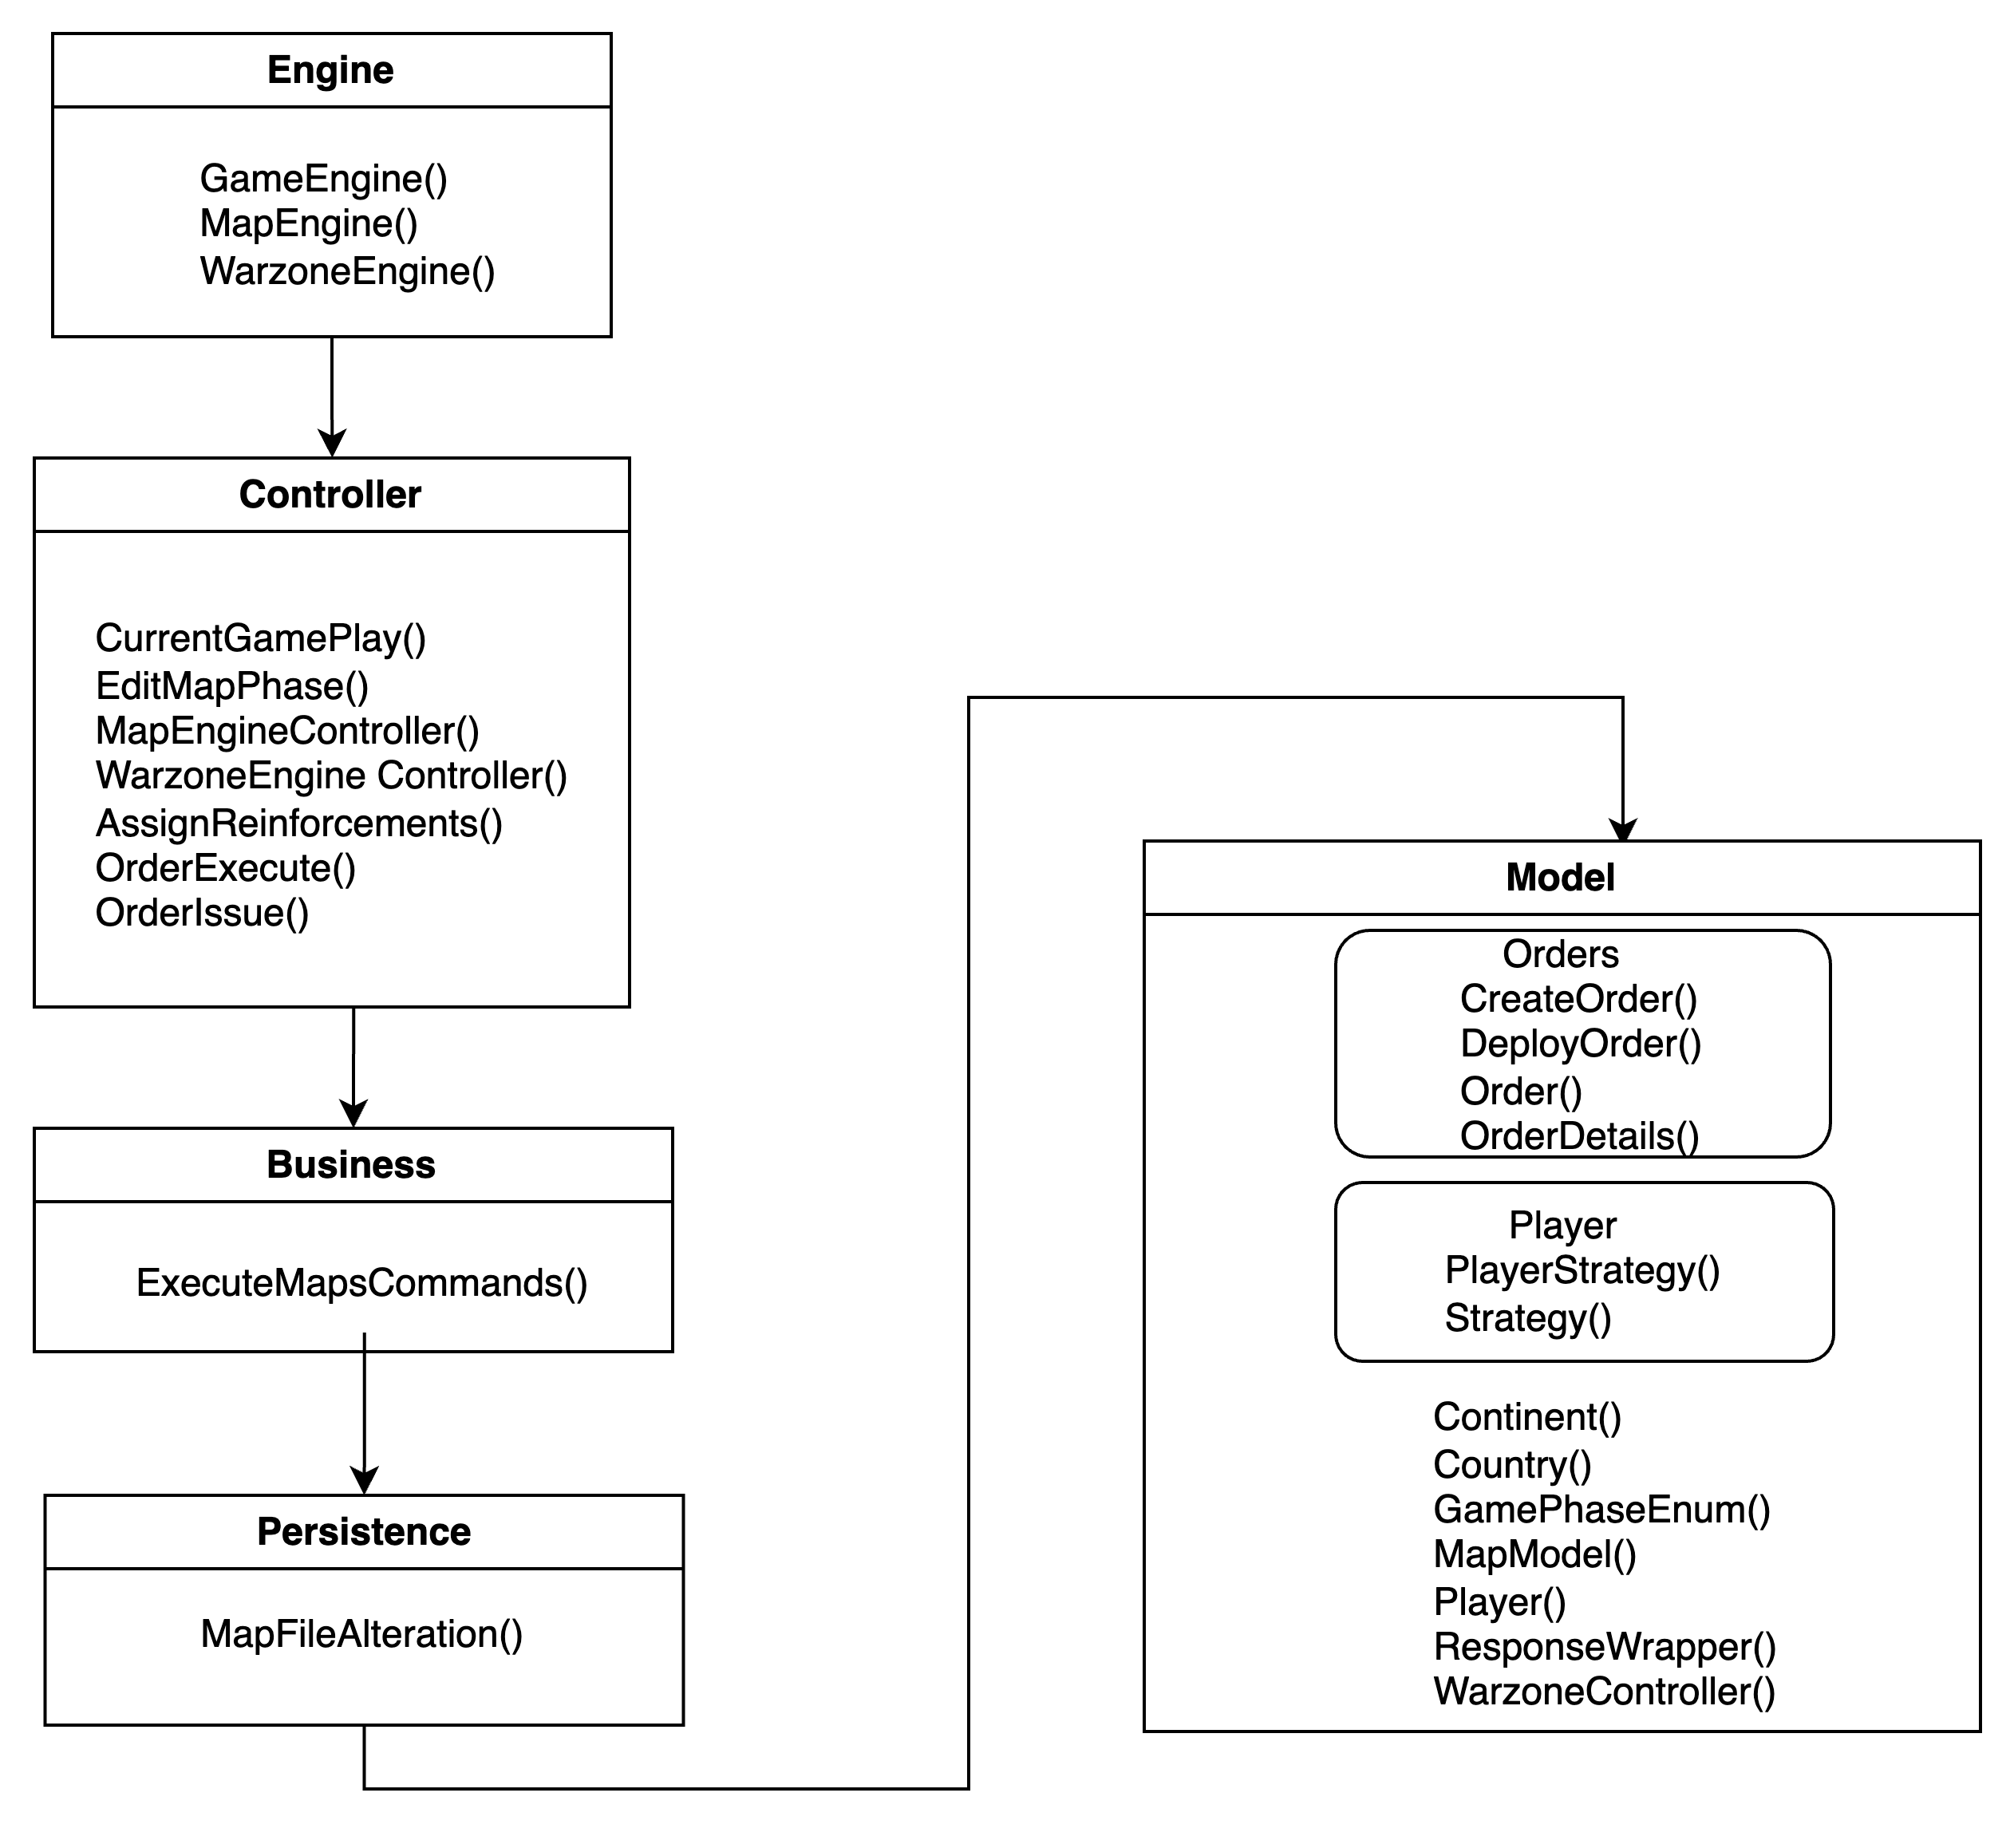 Engine
GameEngine()
MapEngine()
WarzoneEngine()
Controller
CurrentGamePlay()
EditMapPhase()
MapEngineController()
WarzoneEngine Controller()
AssignReinforcements()
OrderExecute()
OrderIssue()
Business
ExecuteMapsCommands()
Persistence
MapFileAlteration()
Model
Orders
CreateOrder()
DeployOrder()
Order()
OrderDetails()
Player
PlayerStrategy()
Strategy()
Continent()
Country()
GamePhaseEnum()
MapModel()
Player()
ResponseWrapper()
WarzoneController()